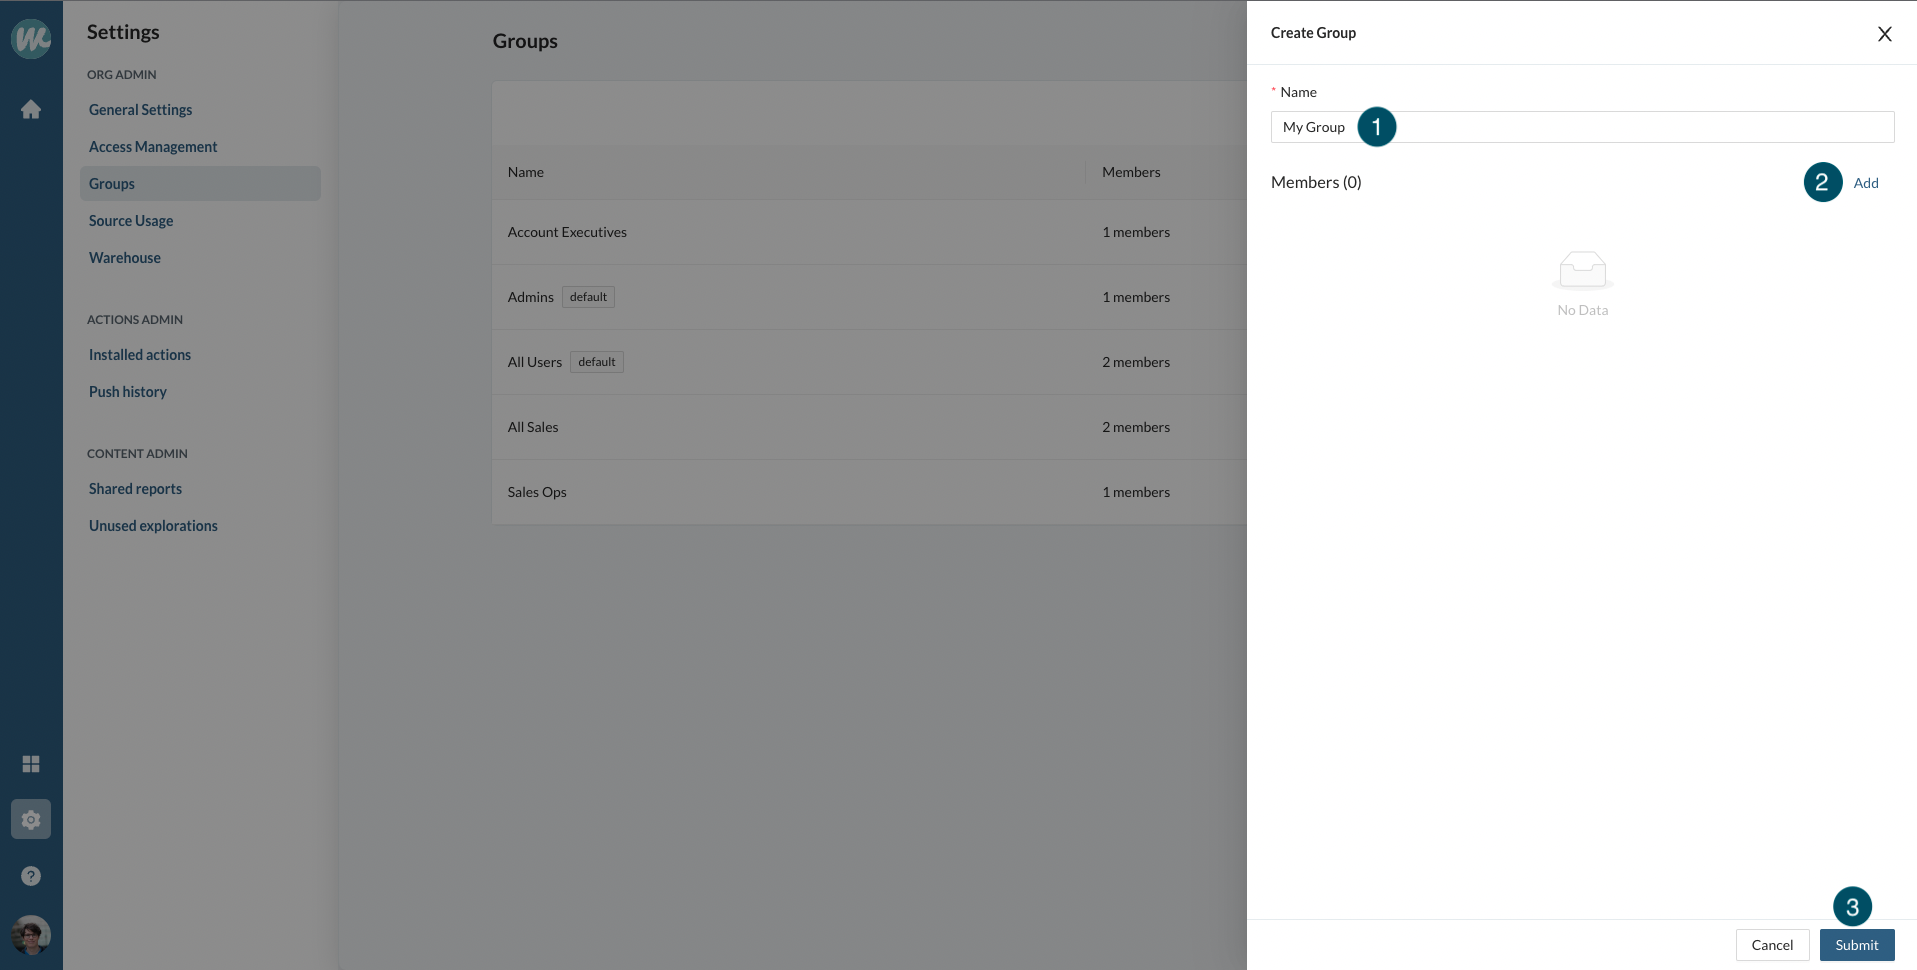 Settings
ORG ADMIN
General Settings
Access Management
Groups
Source Usage
Warehouse
ACTIONS ADMIN
Installed actions
Push history
CONTENT ADMIN
Shared reports
Unused explorations
?
Groups
Name Members
Account Executives 1 members
Admins default 1 members
All Users default 2 members
All Sales 2 members
Sales Ops 1 members
Create Group
* Name
My Group 1
Members (0) 2 Add
No Data
3
Cancel Submit